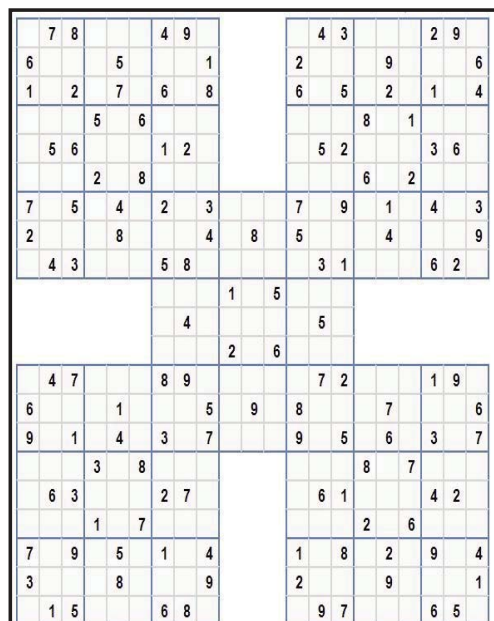 7 8 4 9 4 3 2 9
6 5 1 2 9 6
1 2 7 6 8 6 5 2 1 4
5 6 8 1
5 6 1 2 5 2 3 6
2 8 6 2
7 5 4 2 3 7 9 1 4 3
2 8 4 8 5 4 9
4 3 5 8 3 1 6 2
1 5
4 5
2 6
4 7 8 9 7 2 1 9
6 1 5 9 8 7 6
9 1 4 3 7 9 5 6 3 7
3 8 8 7
6 3 2 7 6 1 4 2
1 7 2 6
7 9 5 1 4 1 8 2 9 4
3 8 9 2 9 1
1 5 6 8 9 7 6 5